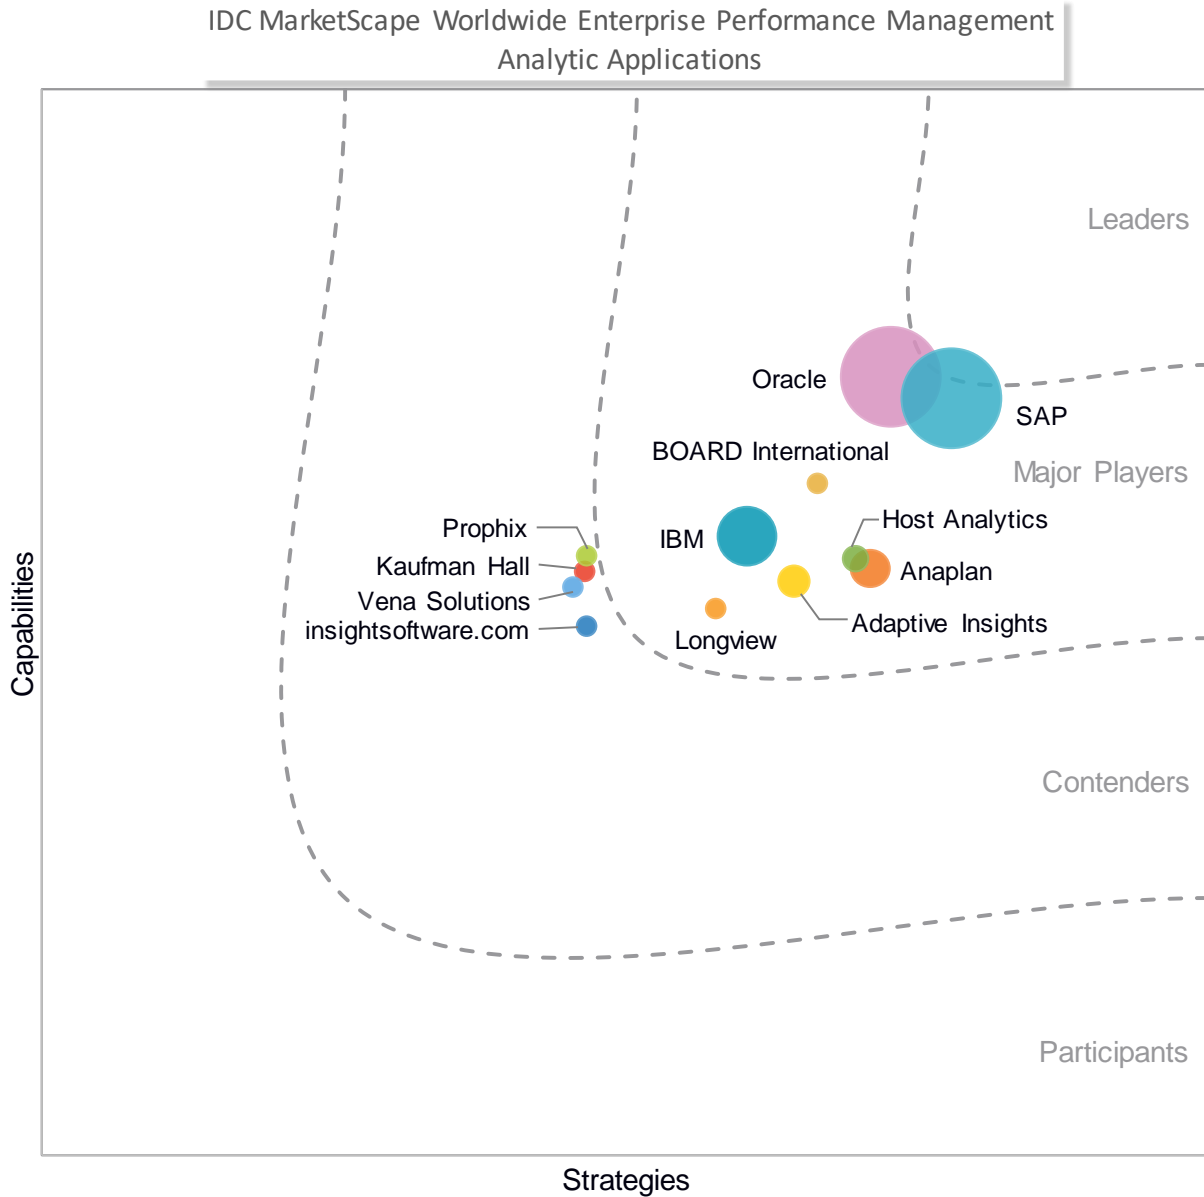 IDC MarketScape Worldwide Enterprise Performance Management
Analytic Applications
Leaders
Oracle
SAP
BOARD International
Major Players
Host Analytics
Prophix
IBM
Kaufman Hall
Anaplan
Vena Solutions
Adaptive Insights
insightsoftware.com
Longview
Capabilities
Contenders
Participants
Strategies